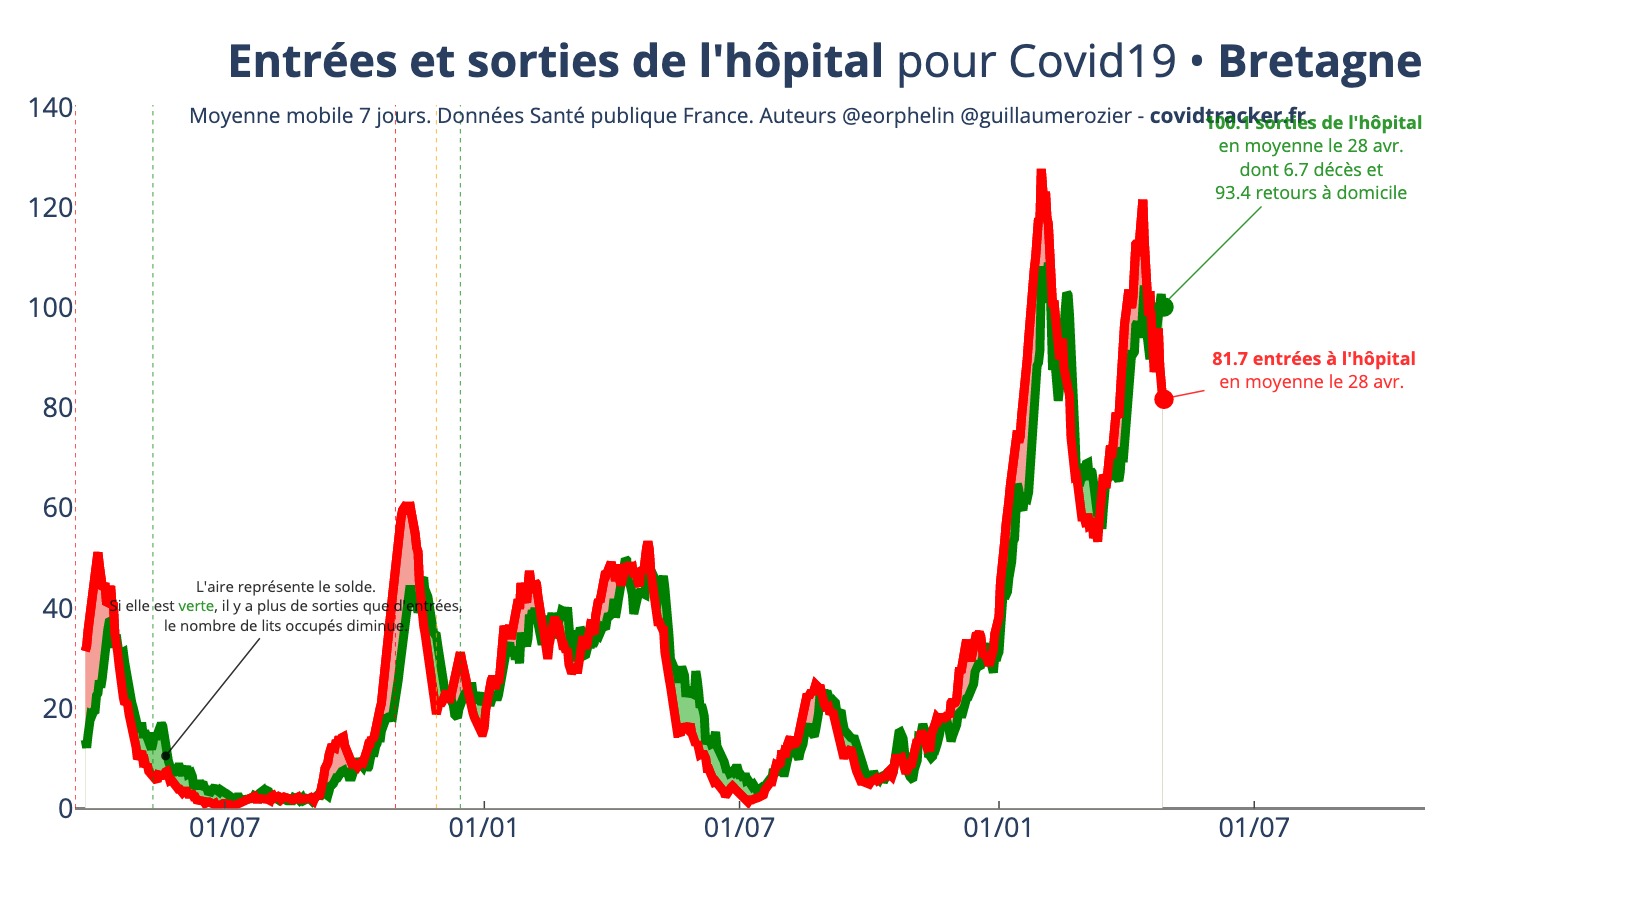 Entrées et sorties de l'hôpital pour Covid19 • Bretagne
Moyenne mobile 7 jours. Données Santé publique France. Auteurs @eorphelin @guillaumerozier - covidtracker.fr
100.1 sorties de l'hôpital
en moyenne le 28 avr.
dont 6.7 décès et
93.4 retours à domicile
81.7 entrées à l'hôpital
en moyenne le 28 avr.
L'aire représente le solde.
Si elle est verte, il y a plus de sorties que d'entrées,
le nombre de lits occupés diminue.
140
120
100
80
60
40
20
0
01/07
01/01
01/07
01/01
01/07